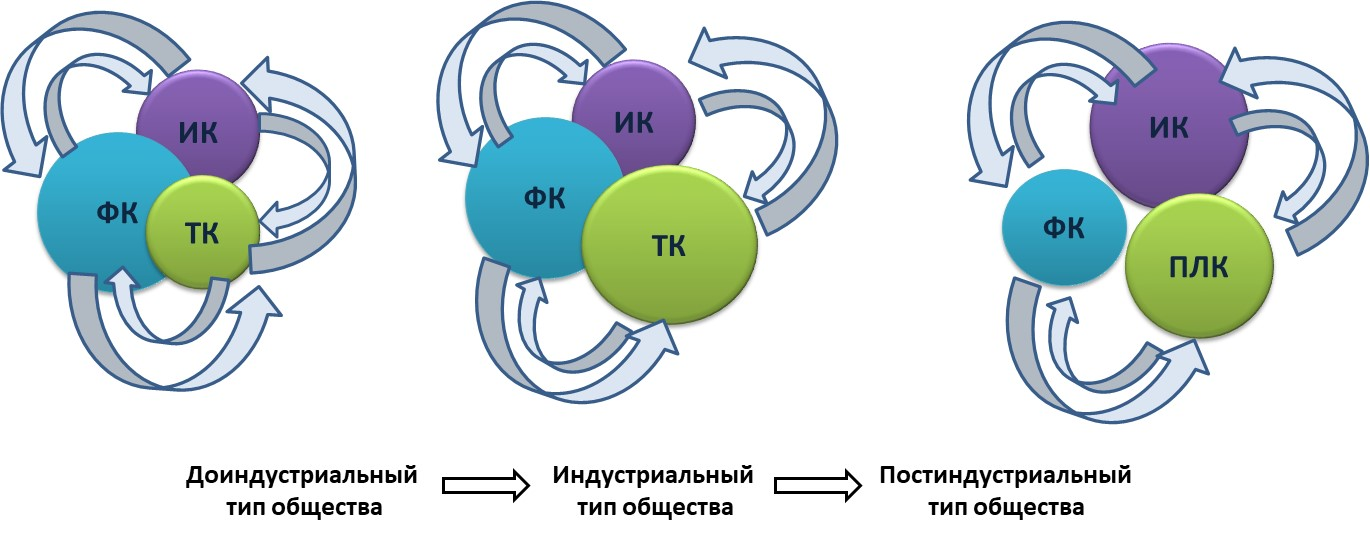 ИК
ФК
ТК
ИК
ФК
ТК
ИК
ФК
ПЛК
Доиндустриальный
тип общества
Индустриальный
тип общества
Постиндустриальный
тип общества